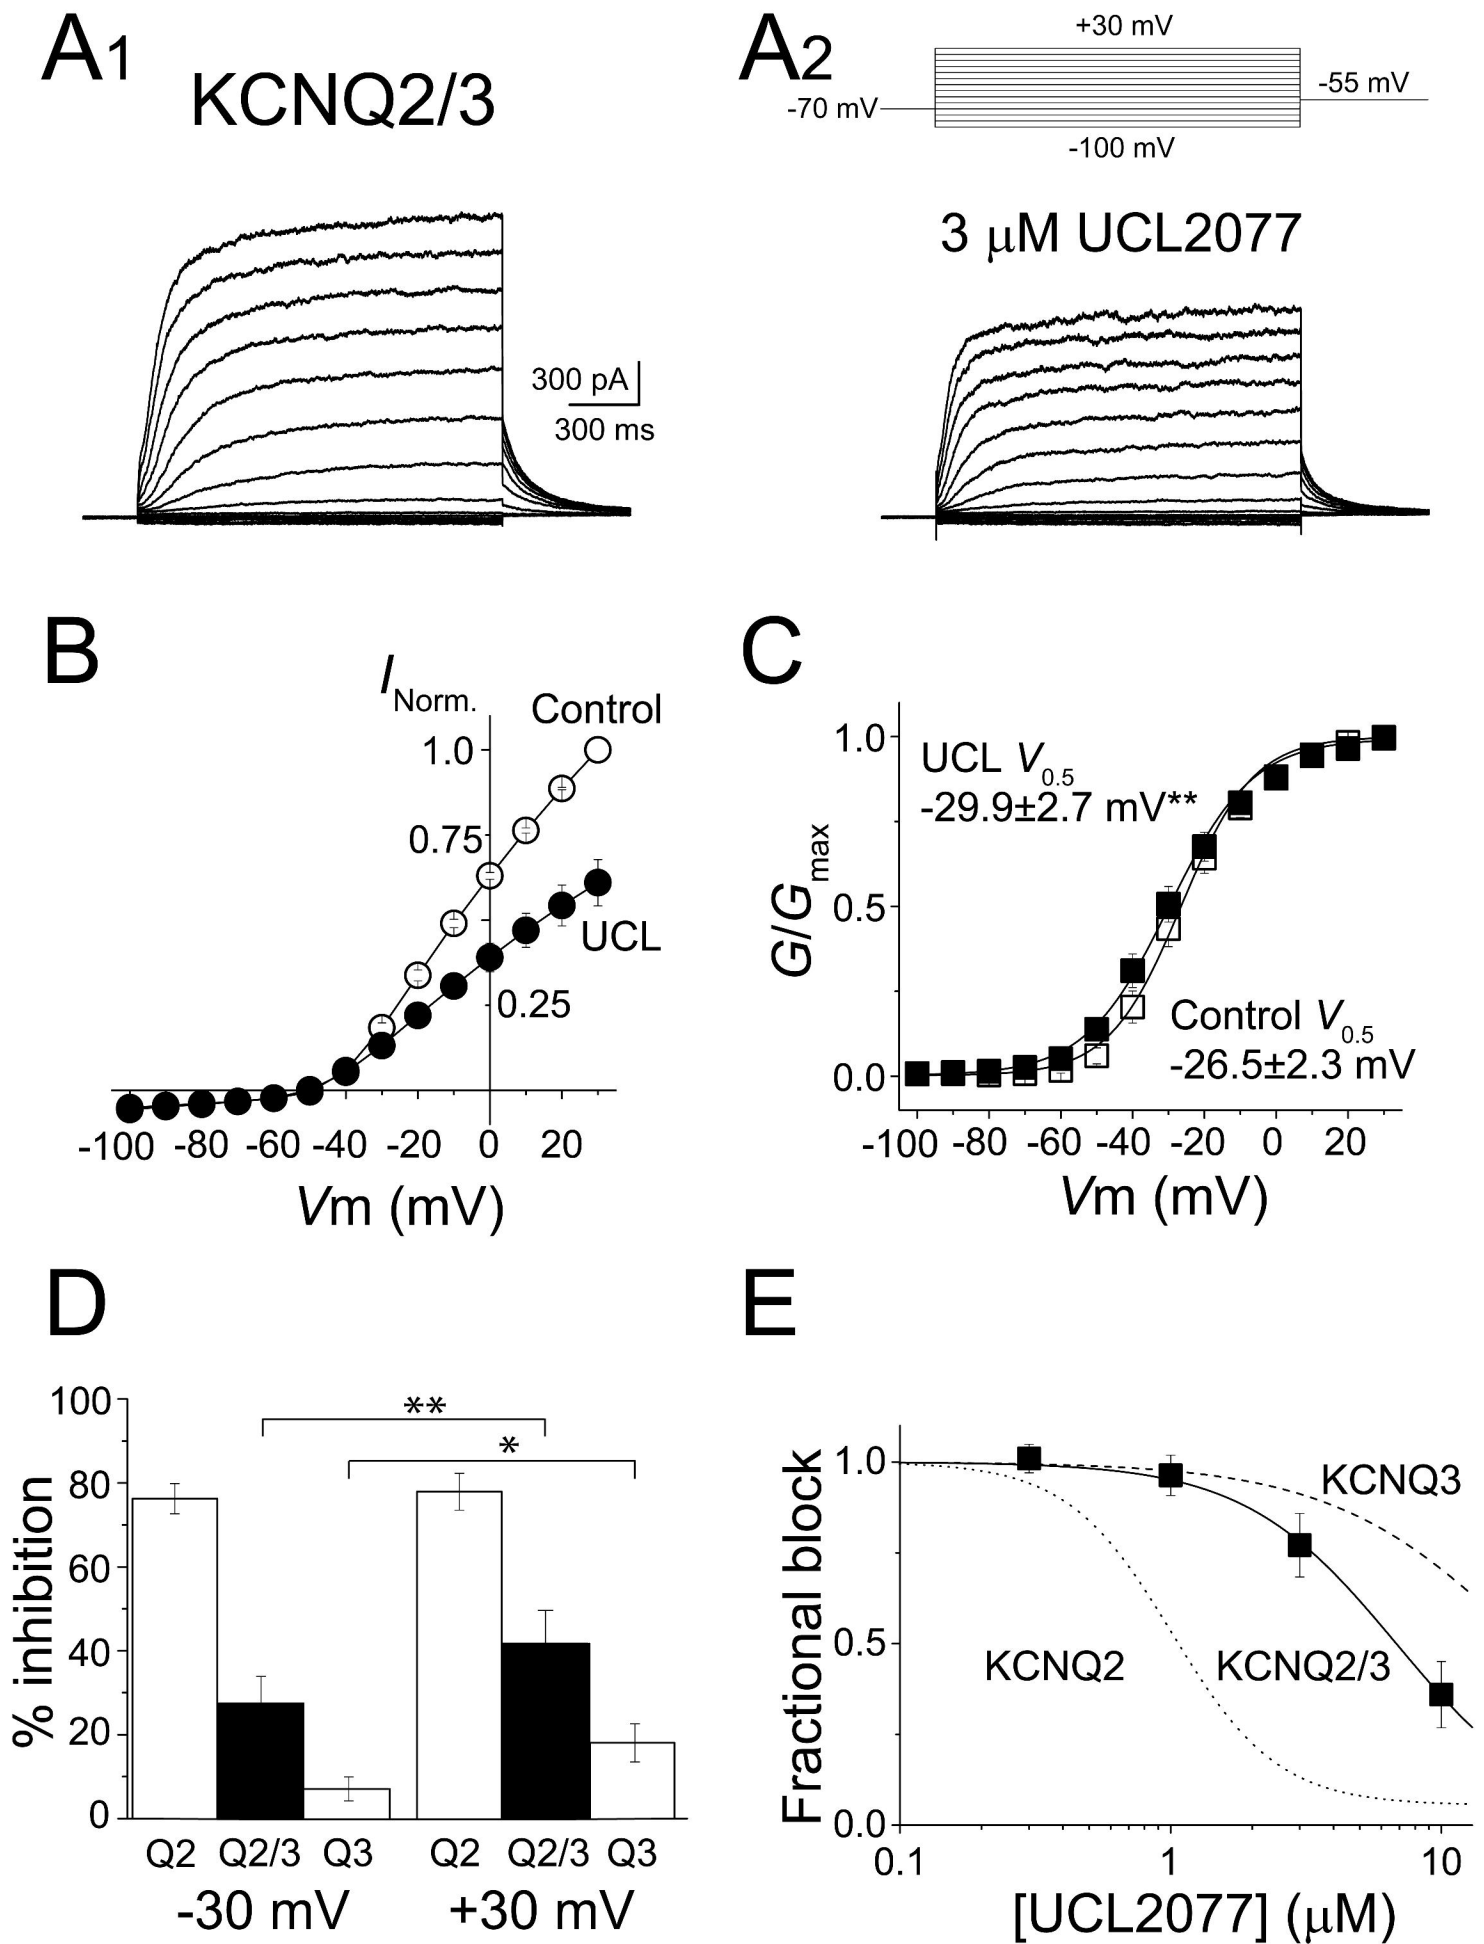 A1
KCNQ2/3
A2
+30 mV
-70 mV
-55 mV
-100 mV
3 μM UCL2077
300 pA
300 ms
B
I Norm.
Control
1.0
0.75
UCL
0.25
-100 -80 -60 -40 -20 0 20
Vm (mV)
C
1.0
UCL V0.5
-29.9±2.7 mV**
G/Gmax
0.5
Control V0.5
-26.5±2.3 mV
0.0
-100 -80 -60 -40 -20 0 20
Vm (mV)
D
100
**
*
80
60
40
20
0
% inhibition
Q2 Q2/3 Q3 Q2 Q2/3 Q3
-30 mV +30 mV
E
1.0
KCNQ3
Fractional block
0.5
KCNQ2 KCNQ2/3
0.0
0.1 1 10
[UCL2077] (μM)